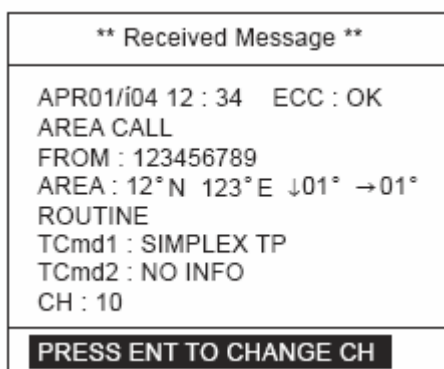 ** Received Message **
APR01/í04 12 : 34 ECC : OK
AREA CALL
FROM : 123456789
AREA : 12°N 123°E ↓01° →01°
ROUTINE
TCmd1 : SIMPLEX TP
TCmd2 : NO INFO
CH : 10
PRESS ENT TO CHANGE CH